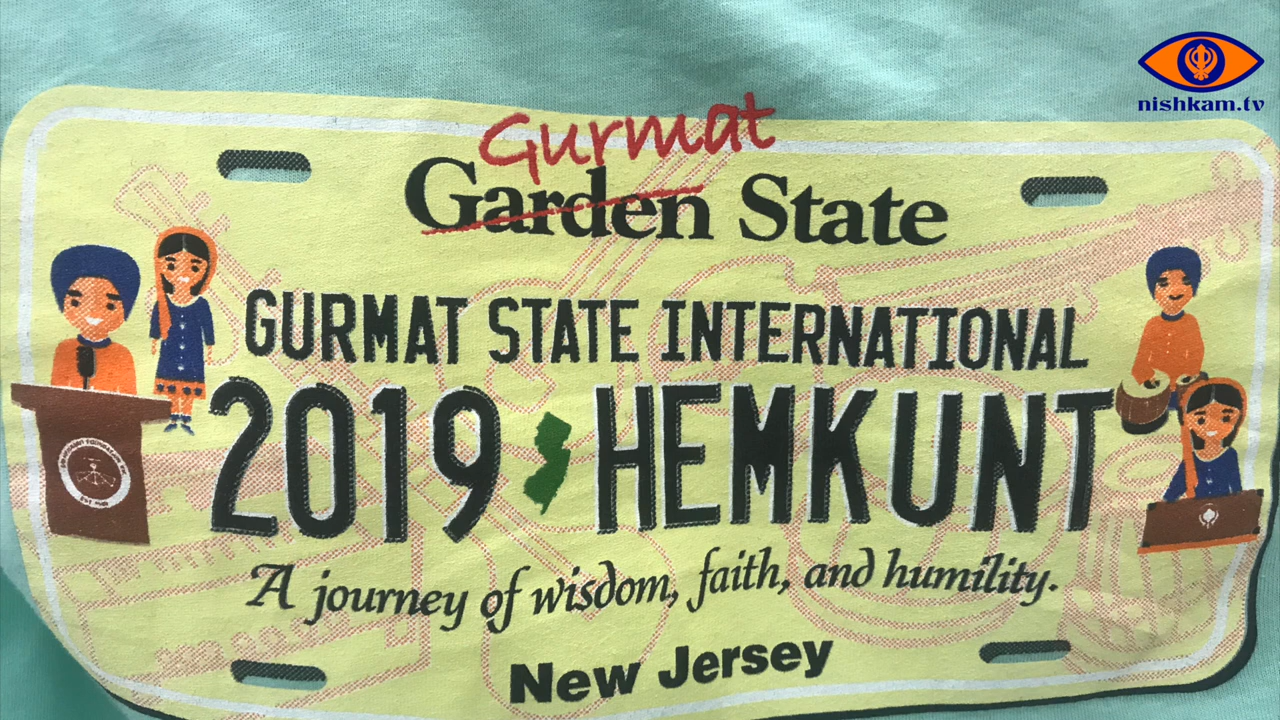 nishkam.tv
Gurmat
Garden State
GURMAT STATE INTERNATIONAL
2019 HEMKUNT
A journey of wisdom, faith, and humility.
New Jersey